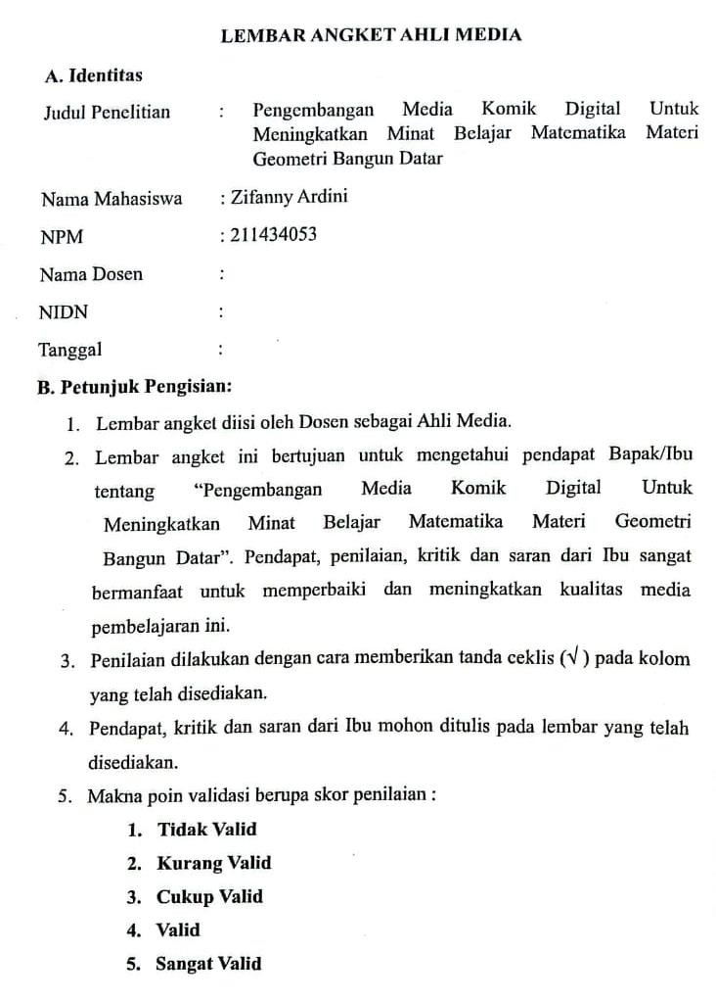 LEMBAR ANGKET AHLI MEDIA
A. Identitas
Judul Penelitian : Pengembangan Media Komik Digital Untuk
Meningkatkan Minat Belajar Matematika Materi
Geometri Bangun Datar
Nama Mahasiswa : Zifanny Ardini
NPM : 211434053
Nama Dosen :
NIDN :
Tanggal :
B. Petunjuk Pengisian:
1. Lembar angket diisi oleh Dosen sebagai Ahli Media.
2. Lembar angket ini bertujuan untuk mengetahui pendapat Bapak/Ibu
tentang “Pengembangan Media Komik Digital Untuk
Meningkatkan Minat Belajar Matematika Materi Geometri
Bangun Datar”. Pendapat, penilaian, kritik dan saran dari Ibu sangat
bermanfaat untuk memperbaiki dan meningkatkan kualitas media
pembelajaran ini.
3. Penilaian dilakukan dengan cara memberikan tanda ceklis (√ ) pada kolom
yang telah disediakan.
4. Pendapat, kritik dan saran dari Ibu mohon ditulis pada lembar yang telah
disediakan.
5. Makna poin validasi berupa skor penilaian :
1. Tidak Valid
2. Kurang Valid
3. Cukup Valid
4. Valid
5. Sangat Valid